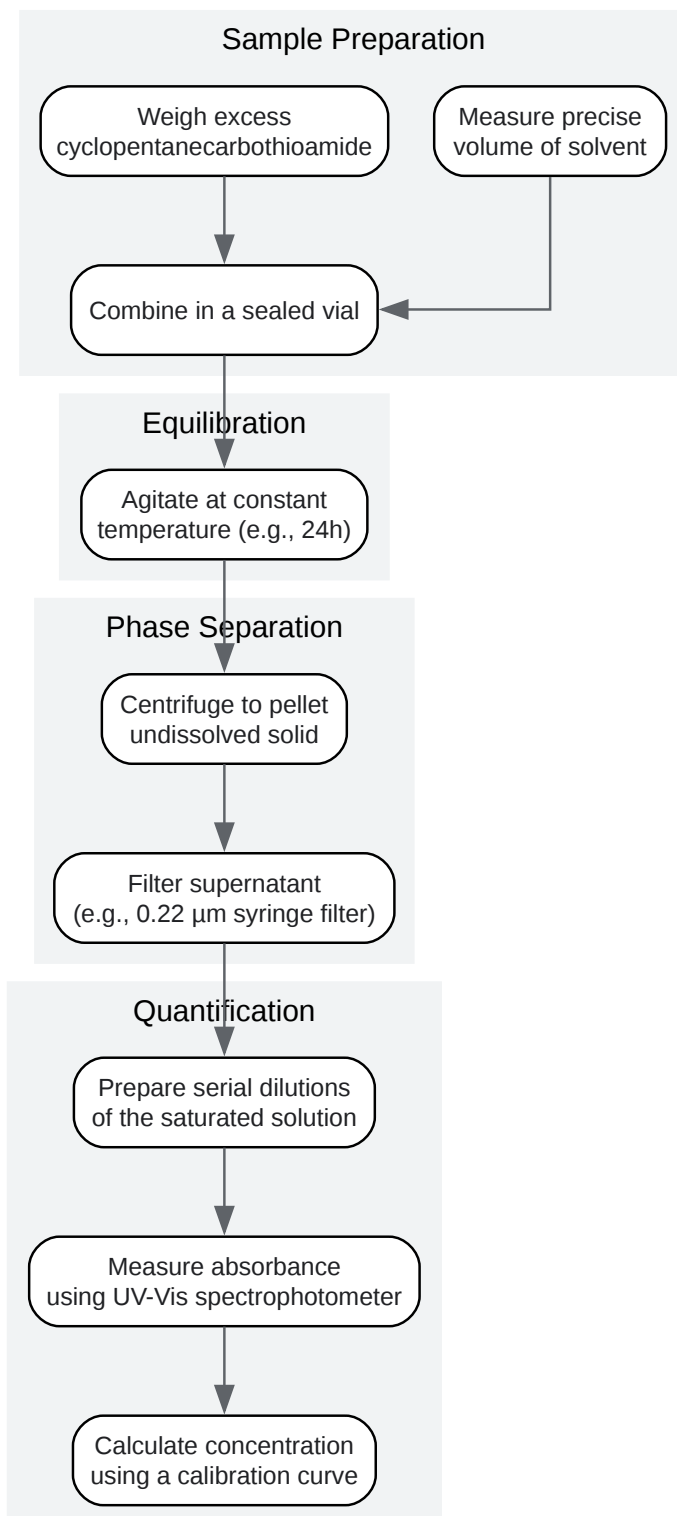 Sample Preparation
Weigh excess
cyclopentanecarbothioamide
Measure precise
volume of solvent
Combine in a sealed vial
Equilibration
Agitate at constant
temperature (e.g., 24h)
Phase Separation
Centrifuge to pellet
undissolved solid
Filter supernatant
(e.g., 0.22 µm syringe filter)
Quantification
Prepare serial dilutions
of the saturated solution
Measure absorbance
using UV-Vis spectrophotometer
Calculate concentration
using a calibration curve